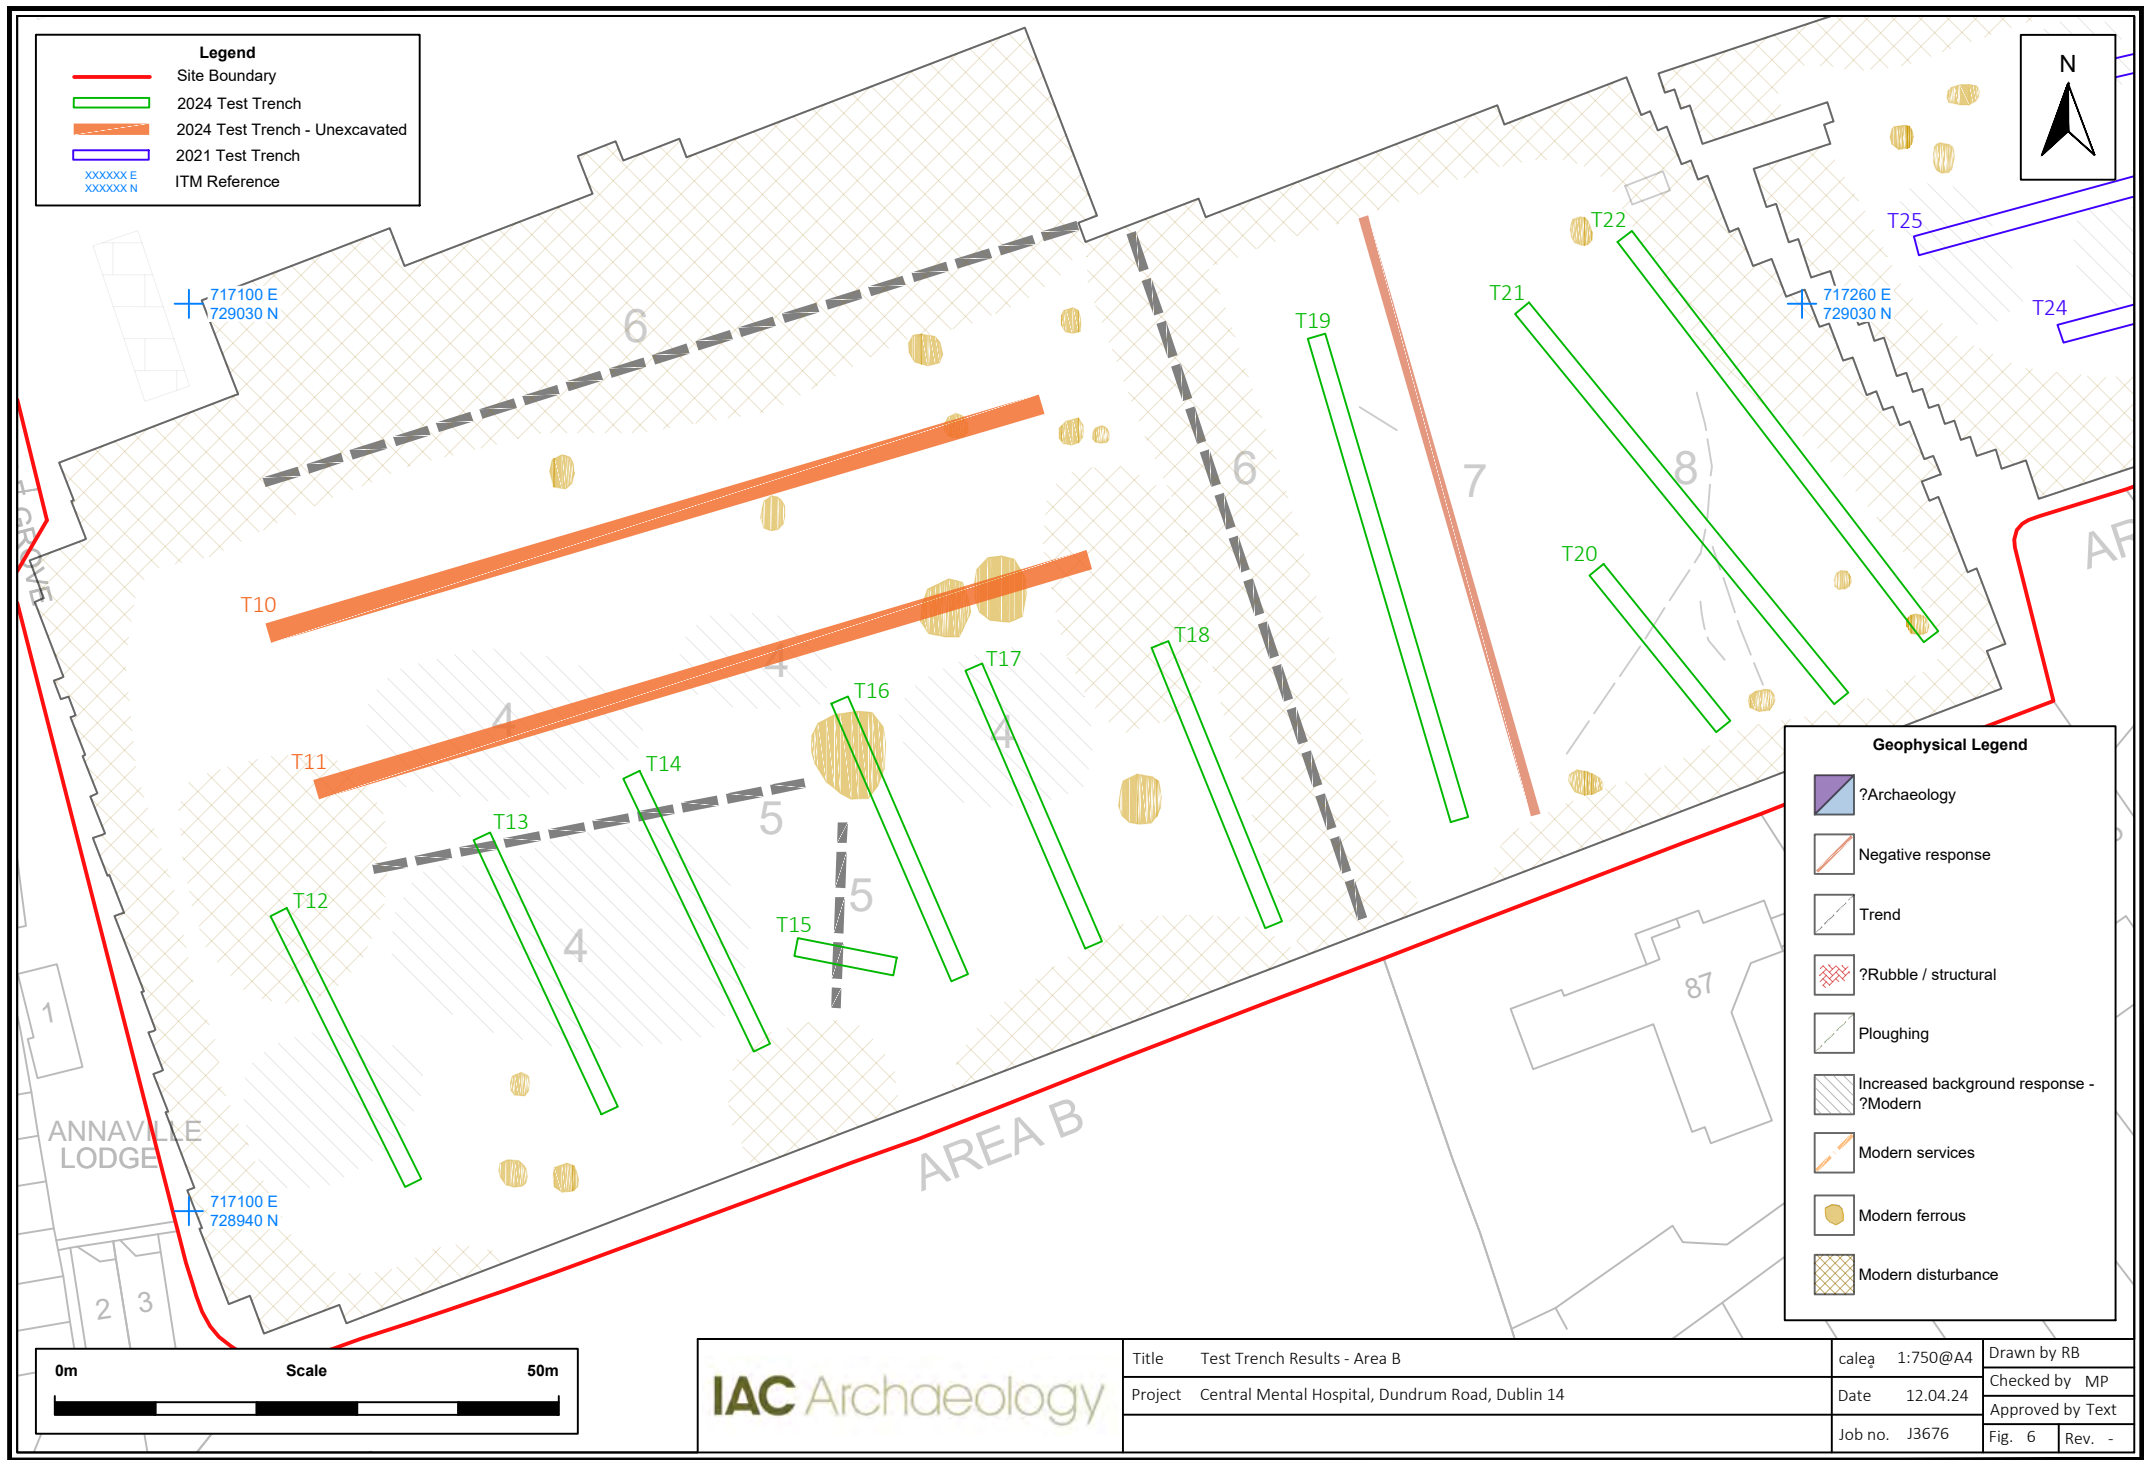 Legend
Site Boundary
2024 Test Trench
2024 Test Trench - Unexcavated
2021 Test Trench
XXXXXX E
XXXXXX N
ITM Reference
N
717100 E
729030 N
717260 E
729030 N
717100 E
728940 N
T10
T11
T12
T13
T14
T15
T16
T17
T18
T19
T20
T21
T22
T24
T25
6
6
7
8
4
4
4
4
5
5
GROVE
ANNAVILLE
LODGE
1
2
3
87
AREA B
AR
Geophysical Legend
?Archaeology
Negative response
Trend
?Rubble / structural
Ploughing
Increased background response -
?Modern
Modern services
Modern ferrous
Modern disturbance
0m Scale 50m
IAC Archaeology
Title Test Trench Results - Area B
Project Central Mental Hospital, Dundrum Road, Dublin 14
1:750@A4
Date 12.04.24
Job no. J3676
Drawn by RB
Checked by MP
Approved by Text
Fig. 6 Rev. -